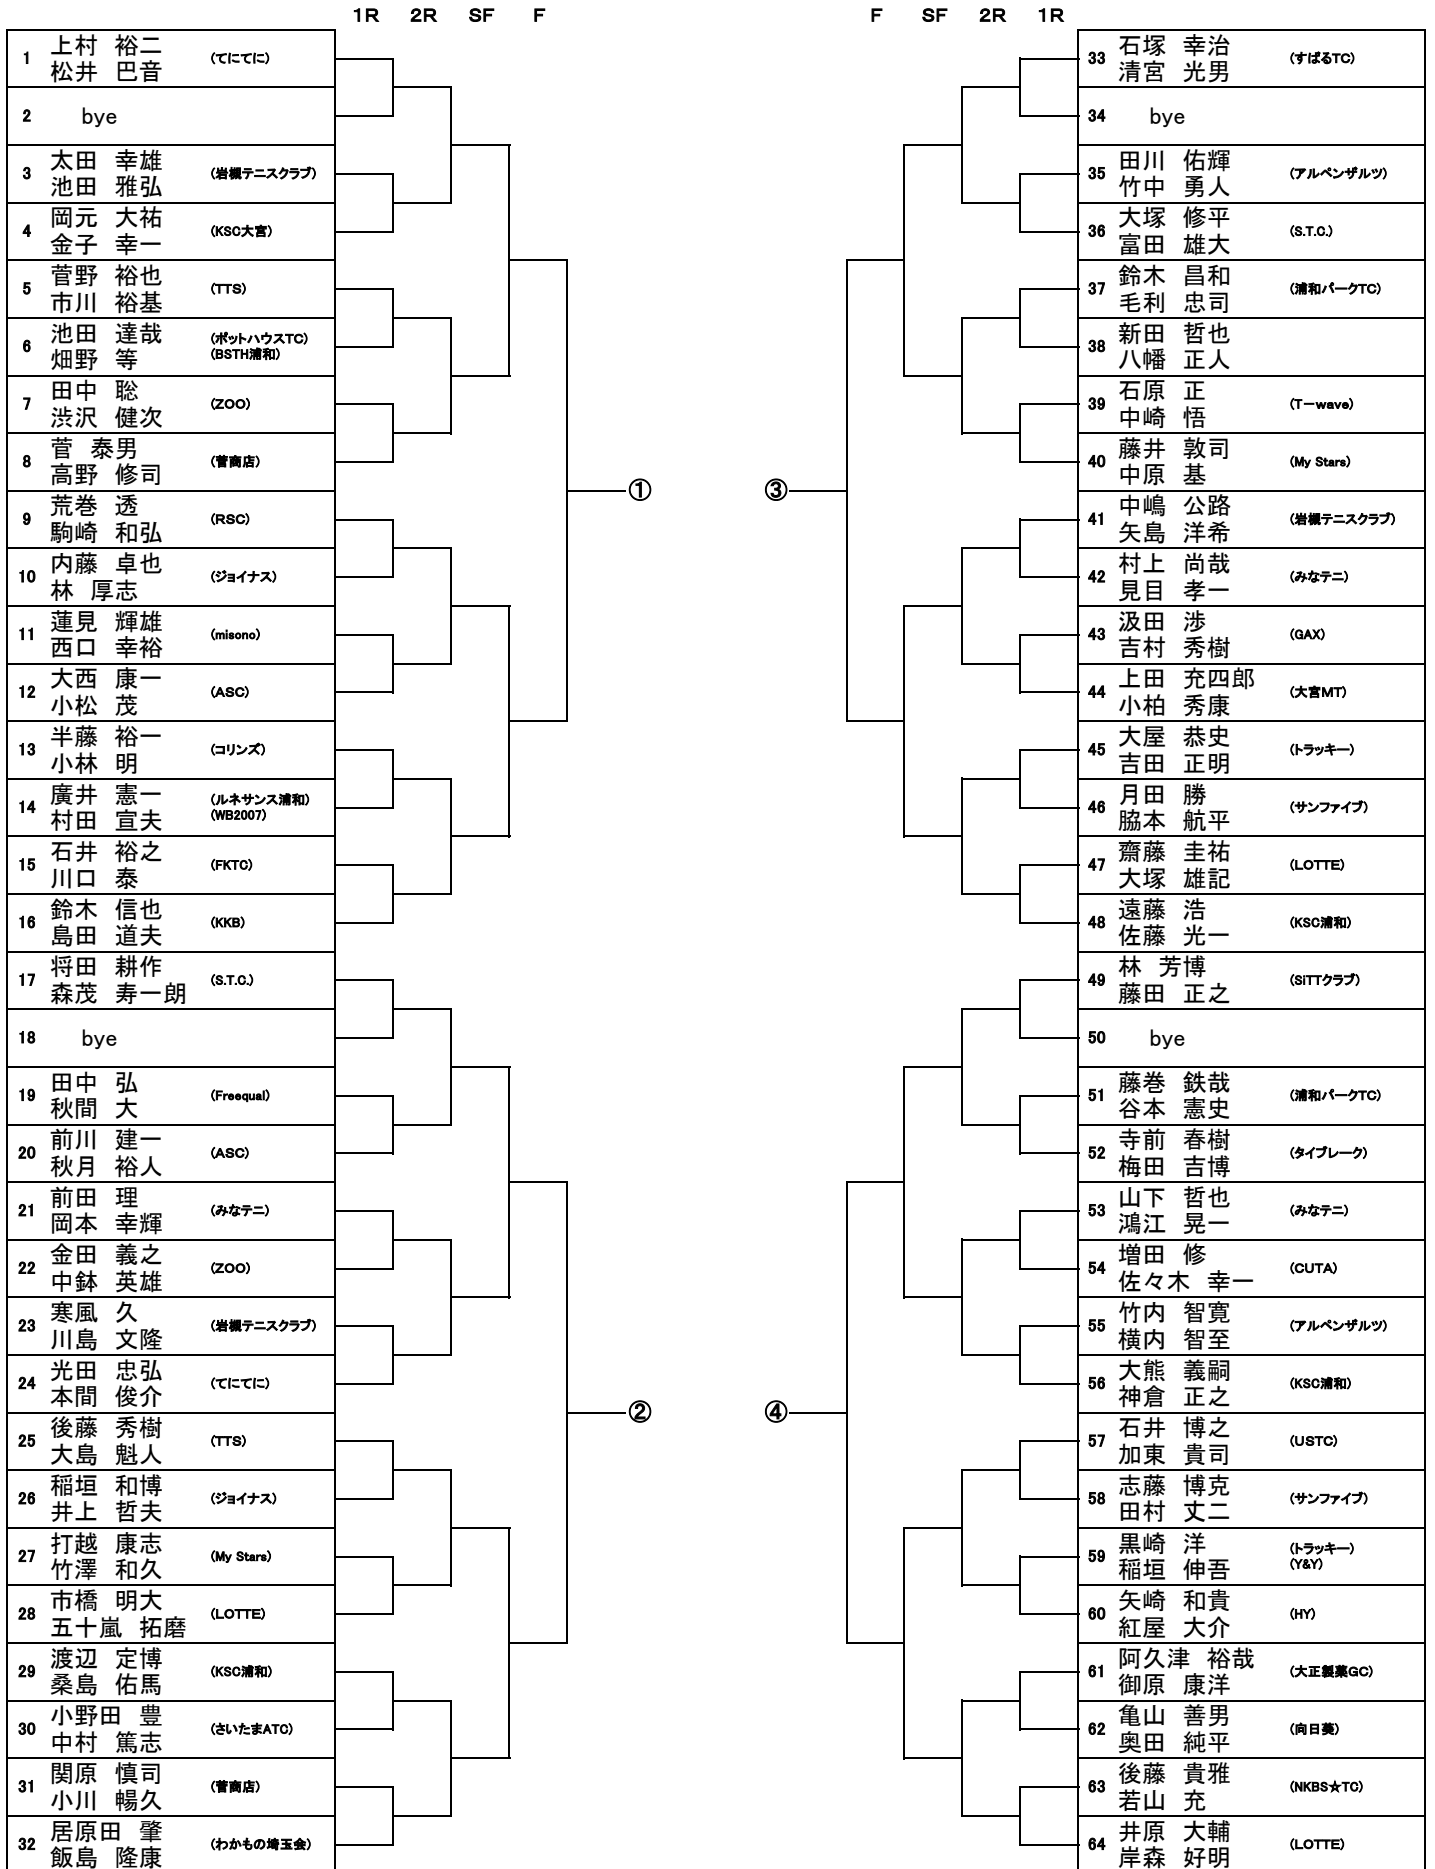 1R 2R SF F
F SF 2R 1R
1 上村 裕二 (てにてに)
松井 巴音
2 bye
3 太田 幸雄 (岩槻テニスクラブ)
池田 雅弘
4 岡元 大祐 (KSC大宮)
金子 幸一
5 菅野 裕也 (TTS)
市川 裕基
6 池田 達哉 (ポットハウスTC)
畑野 等 (BSTH浦和)
7 田中 聡 (ZOO)
渋沢 健次
8 菅 泰男 (菅商店)
高野 修司
9 荒巻 透 (RSC)
駒崎 和弘
10 内藤 卓也 (ジョイナス)
林 厚志
11 蓮見 輝雄 (misono)
西口 幸裕
12 大西 康一 (ASC)
小松 茂
13 半藤 裕一 (コリンズ)
小林 明
14 廣井 憲一 (ルネサンス浦和)
村田 宣夫 (WB2007)
15 石井 裕之 (FKTC)
川口 泰
16 鈴木 信也 (KKB)
島田 道夫
17 将田 耕作 (S.T.C.)
森茂 寿一朗
18 bye
19 田中 弘 (Freequal)
秋間 大
20 前川 建一 (ASC)
秋月 裕人
21 前田 理 (みなテニ)
岡本 幸輝
22 金田 義之 (ZOO)
中鉢 英雄
23 寒風 久 (岩槻テニスクラブ)
川島 文隆
24 光田 忠弘 (てにてに)
本間 俊介
25 後藤 秀樹 (TTS)
大島 魁人
26 稲垣 和博 (ジョイナス)
井上 哲夫
27 打越 康志 (My Stars)
竹澤 和久
28 市橋 明大 (LOTTE)
五十嵐 拓磨
29 渡辺 定博 (KSC浦和)
桑島 佑馬
30 小野田 豊 (さいたまATC)
中村 篤志
31 関原 慎司 (菅商店)
小川 暢久
32 居原田 肇 (わかもの埼玉会)
飯島 隆康
①
②
③
④
33 石塚 幸治 (すばるTC)
清宮 光男
34 bye
35 田川 佑輝 (アルペンザルツ)
竹中 勇人
36 大塚 修平 (S.T.C.)
富田 雄大
37 鈴木 昌和 (浦和パークTC)
毛利 忠司
38 新田 哲也
八幡 正人
39 石原 正 (T－wave)
中崎 悟
40 藤井 敦司 (My Stars)
中原 基
41 中嶋 公路 (岩槻テニスクラブ)
矢島 洋希
42 村上 尚哉 (みなテニ)
見目 孝一
43 汲田 渉 (GAX)
吉村 秀樹
44 上田 充四郎 (大宮MT)
小柏 秀康
45 大屋 恭史 (トラッキー)
吉田 正明
46 月田 勝 (サンファイブ)
脇本 航平
47 齋藤 圭祐 (LOTTE)
大塚 雄記
48 遠藤 浩 (KSC浦和)
佐藤 光一
49 林 芳博 (SiTTクラブ)
藤田 正之
50 bye
51 藤巻 鉄哉 (浦和パークTC)
谷本 憲史
52 寺前 春樹 (タイブレーク)
梅田 吉博
53 山下 哲也 (みなテニ)
鴻江 晃一
54 増田 修 (CUTA)
佐々木 幸一
55 竹内 智寛 (アルペンザルツ)
横内 智至
56 大熊 義嗣 (KSC浦和)
神倉 正之
57 石井 博之 (USTC)
加東 貴司
58 志藤 博克 (サンファイブ)
田村 丈二
59 黒崎 洋 (トラッキー)
稲垣 伸吾 (Y&Y)
60 矢崎 和貴 (HY)
紅屋 大介
61 阿久津 裕哉 (大正製薬GC)
御原 康洋
62 亀山 善男 (向日葵)
奥田 純平
63 後藤 貴雅 (NKBS☆TC)
若山 充
64 井原 大輔 (LOTTE)
岸森 好明